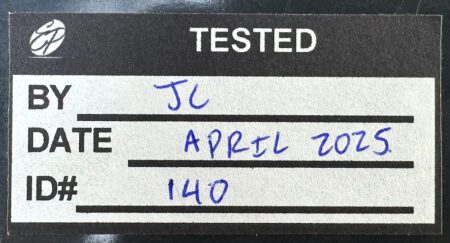 TESTED
BY JC
DATE APRIL 2025
ID# 140